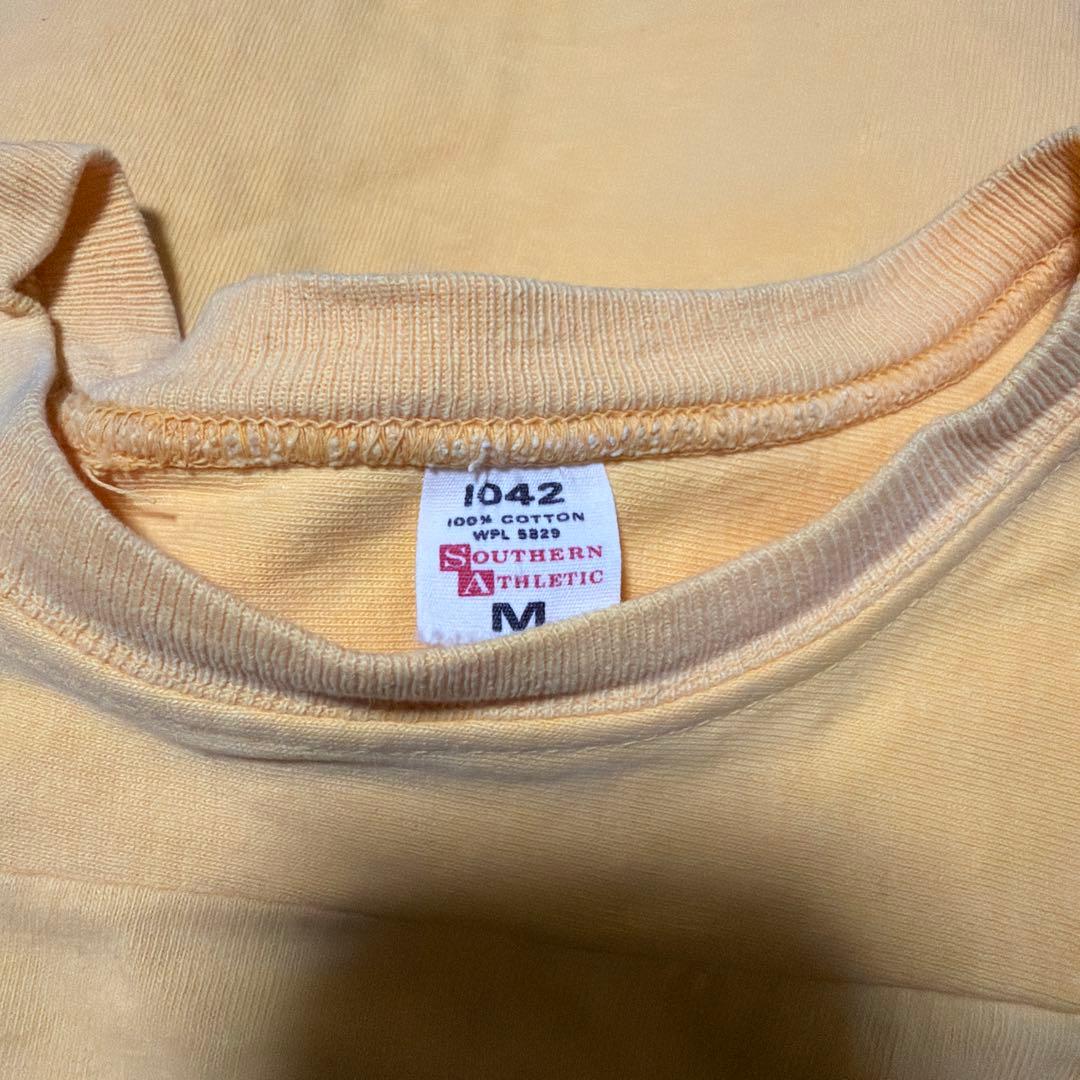 1042
100% COTTON
WPL 5829
SOUTHERN
ATHLETIC
M